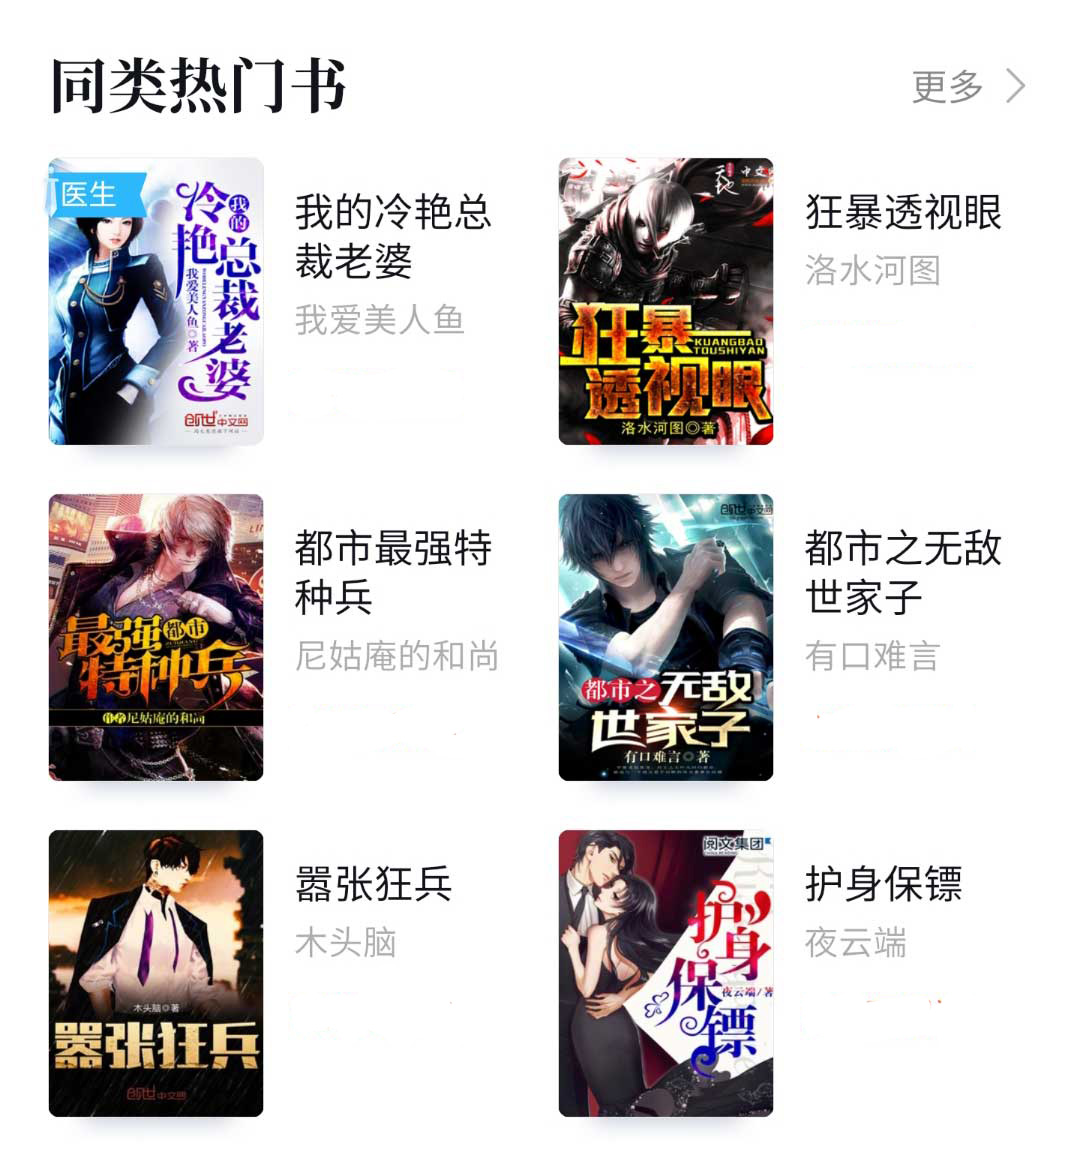 同类热门书
更多
医生
我的
冷艳
总裁老婆
我爱美人鱼◎著
创世中文网
我的冷艳总
裁老婆
我爱美人鱼
天地
中文
狂暴
KUANGBAO
TOUSHIYAN
透视眼
洛水河图◎著
狂暴透视眼
洛水河图
最强都市
特种兵
作者尼姑庵的和尚
都市最强特
种兵
尼姑庵的和尚
创世中文网
都市之无敌
世家子
有口难言◎著
都市之无敌
世家子
有口难言
木头脑◎著
嚣张狂兵
创世中文网
嚣张狂兵
木头脑
阅文集团
护身
保镖
夜云端/著
护身保镖
夜云端